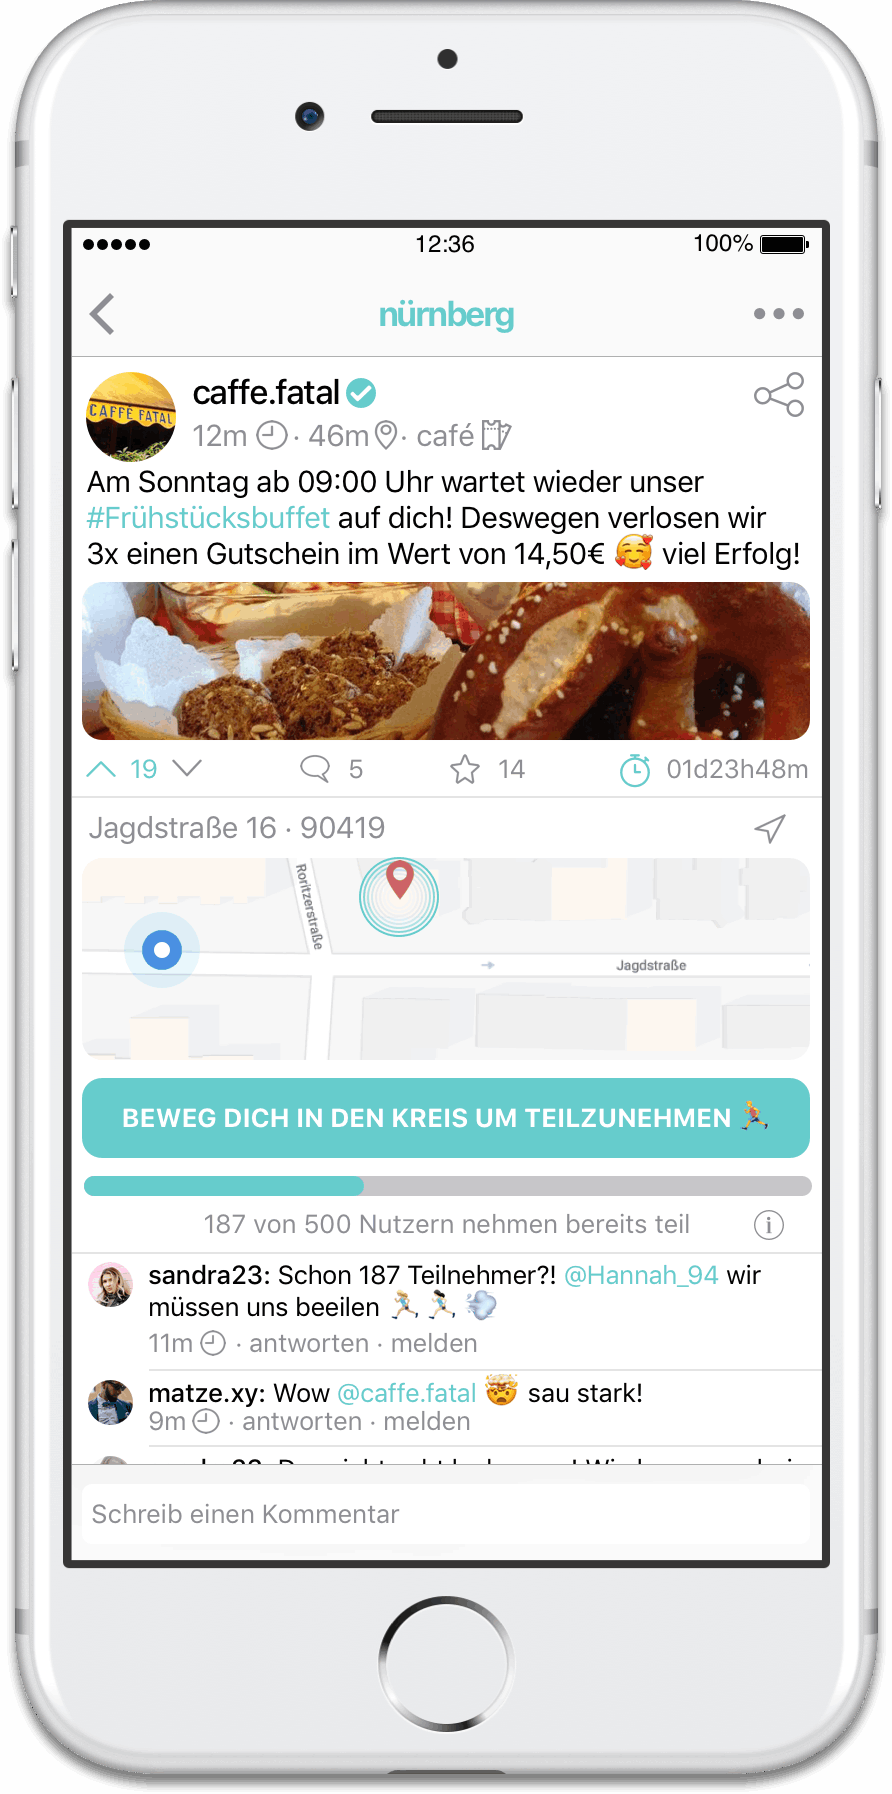 12:36
100%
nürnberg
CAFFÈ FATAL
caffe.fatal
12m · 46m · café
Am Sonntag ab 09:00 Uhr wartet wieder unser
#Frühstücksbuffet auf dich! Deswegen verlosen wir
3x einen Gutschein im Wert von 14,50€ 🥰 viel Erfolg!
19 5 14 01d23h48m
Jagdstraße 16 · 90419
Roritzerstraße
Jagdstraße
BEWEG DICH IN DEN KREIS UM TEILZUNEHMEN 🏃
187 von 500 Nutzern nehmen bereits teil
sandra23: Schon 187 Teilnehmer?! @Hannah_94 wir
müssen uns beeilen 🏃🏃💨
11m · antworten · melden
matze.xy: Wow @caffe.fatal 🤯 sau stark!
9m · antworten · melden
Schreib einen Kommentar